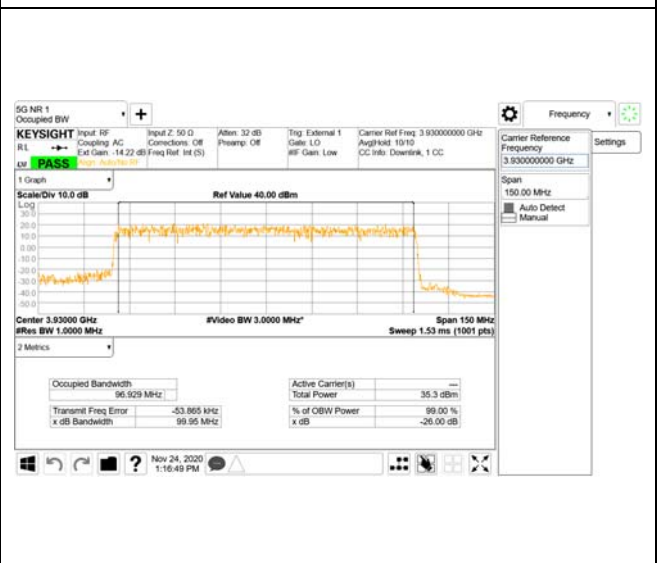 5G NR 1
Occupied BW
Frequency
KEYSIGHT
RL
LW PASS
Input: RF
Coupling: AC
Ext Gain: -14.22 dB
Align: Auto/No RF
Input Z: 50 Ω
Corrections: Off
Freq Ref: Int (S)
Atten: 32 dB
Preamp: Off
Trig: External 1
Gate: LO
#IF Gain: Low
Carrier Ref Freq: 3.930000000 GHz
Avg|Hold: 10/10
CC Info: Downlink, 1 CC
Carrier Reference
Frequency
3.930000000 GHz
Settings
Span
150.00 MHz
Auto Detect
Manual
1 Graph
Scale/Div 10.0 dB
Ref Value 40.00 dBm
Log
30.0
20.0
10.0
0.00
-10.0
-20.0
-30.0
-40.0
-50.0
Center 3.93000 GHz
#Video BW 3.0000 MHz*
Span 150 MHz
#Res BW 1.0000 MHz
Sweep 1.53 ms (1001 pts)
2 Metrics
Occupied Bandwidth
96.929 MHz
Active Carrier(s) —
Total Power 35.3 dBm
Transmit Freq Error -53.865 kHz
% of OBW Power 99.00 %
x dB Bandwidth 99.95 MHz
x dB -26.00 dB
Nov 24, 2020
1:16:49 PM